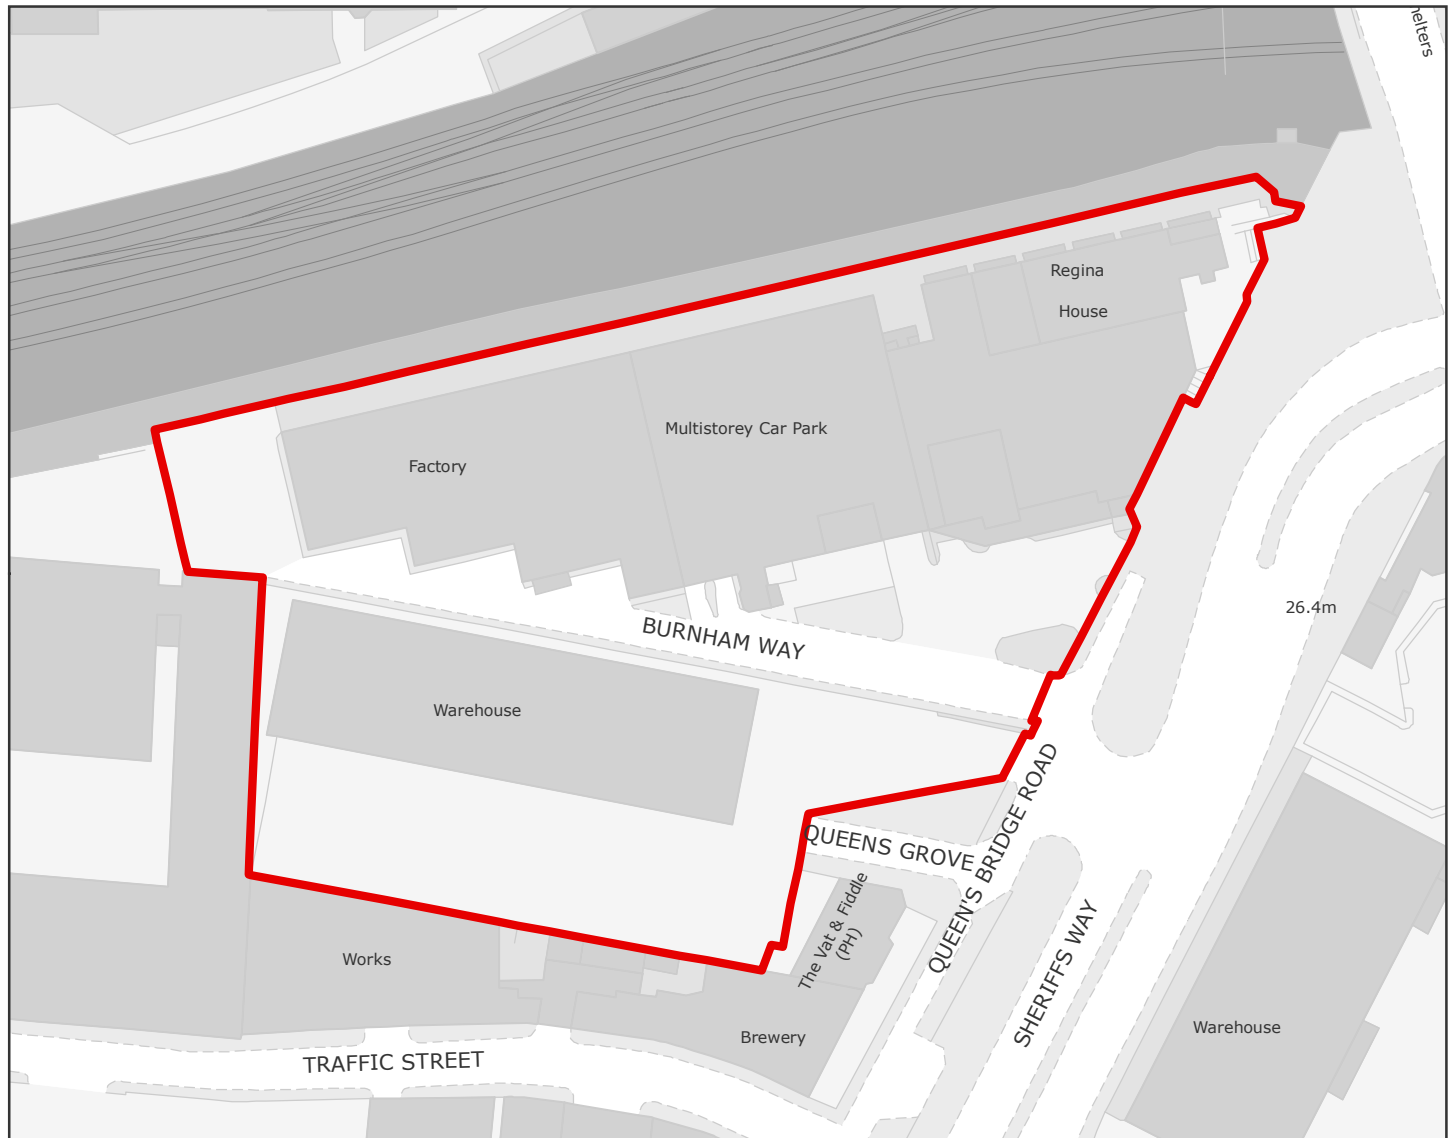 Regina
House
Multistorey Car Park
Factory
26.4m
BURNHAM WAY
Warehouse
QUEENS GROVE
QUEEN'S BRIDGE ROAD
The Vat & Fiddle
(PH)
SHERIFFS WAY
Works
Brewery
Warehouse
TRAFFIC STREET